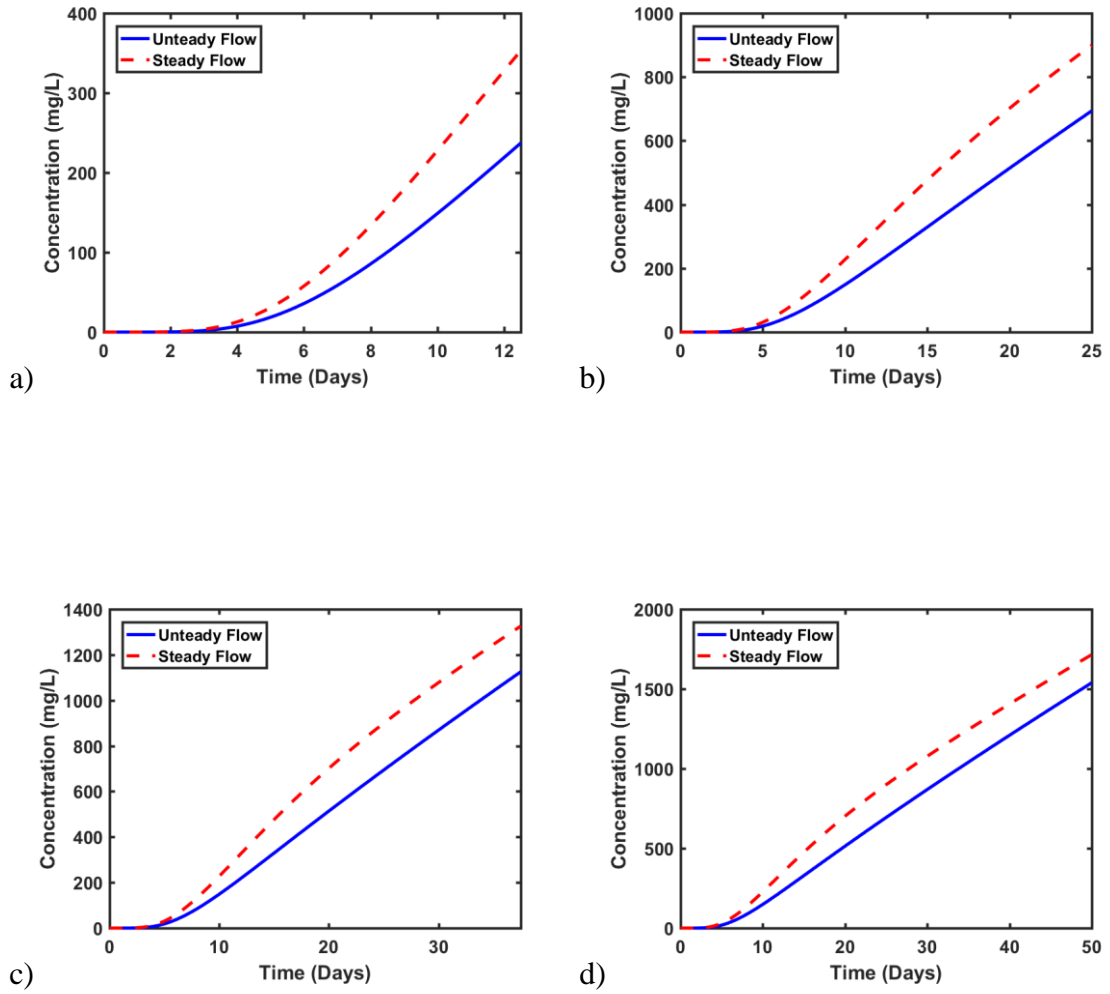 400
300
200
100
0
Concentration (mg/L)
Unteady Flow
Steady Flow
0 2 4 6 8 10 12
Time (Days)
a)
1000
800
600
400
200
0
Concentration (mg/L)
Unteady Flow
Steady Flow
0 5 10 15 20 25
Time (Days)
b)
1400
1200
1000
800
600
400
200
0
Concentration (mg/L)
Unteady Flow
Steady Flow
0 10 20 30
Time (Days)
c)
2000
1500
1000
500
0
Concentration (mg/L)
Unteady Flow
Steady Flow
0 10 20 30 40 50
Time (Days)
d)